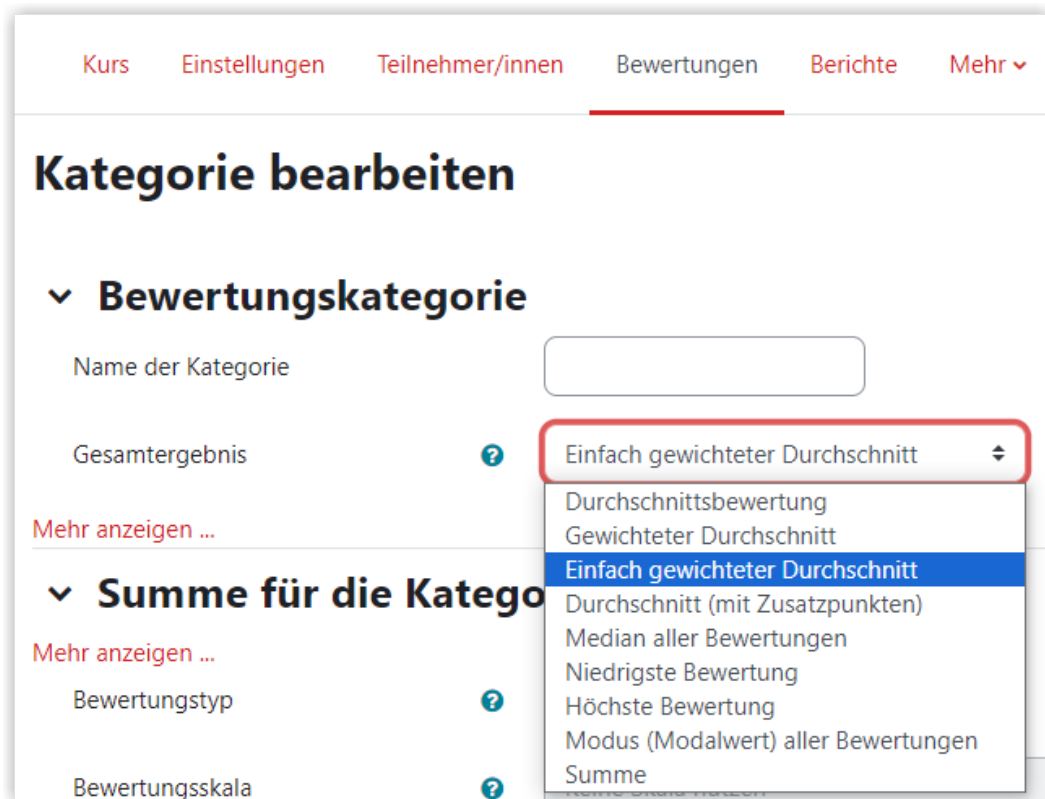 Kurs Einstellungen Teilnehmer/innen Bewertungen Berichte Mehr
Kategorie bearbeiten
Bewertungskategorie
Name der Kategorie
Gesamtergebnis ? Einfach gewichteter Durchschnitt
Durchschnittsbewertung
Gewichteter Durchschnitt
Einfach gewichteter Durchschnitt
Durchschnitt (mit Zusatzpunkten)
Median aller Bewertungen
Niedrigste Bewertung
Höchste Bewertung
Modus (Modalwert) aller Bewertungen
Summe
Mehr anzeigen ...
Summe für die Katego
Mehr anzeigen ...
Bewertungstyp ?
Bewertungsskala ?